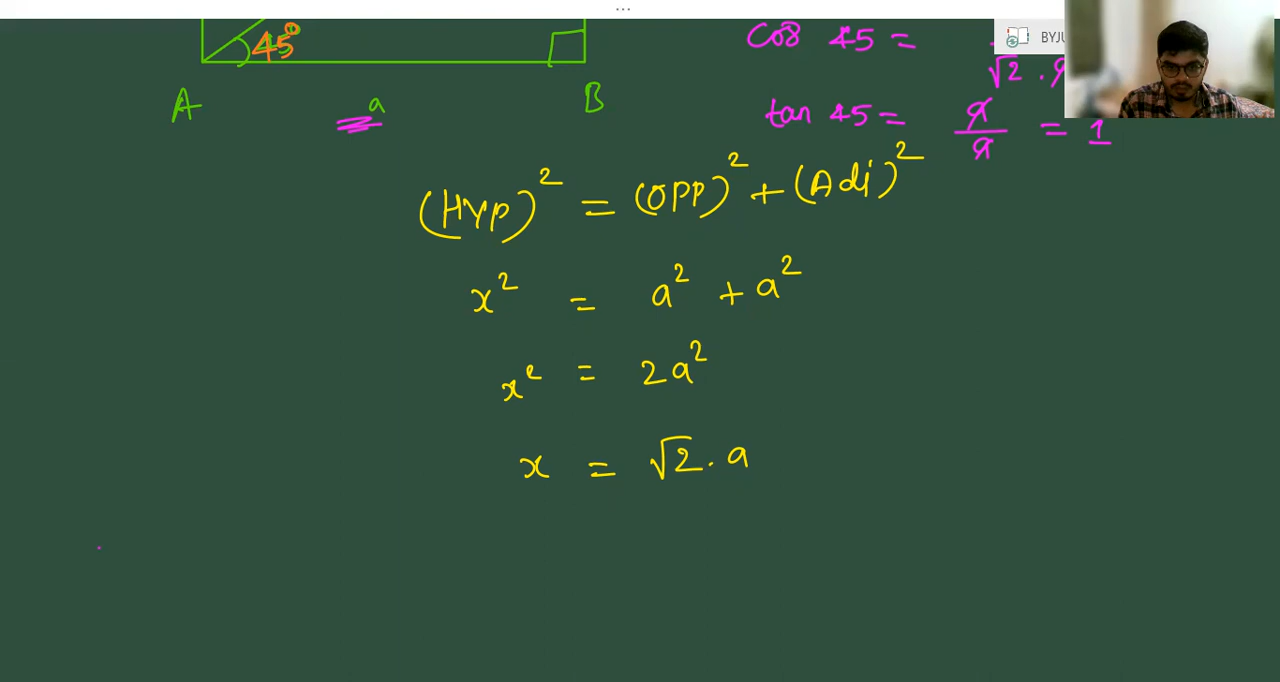 45°
A a B
cos 45 =
√2 .
BYJU
tan 45 = a/a = 1
(HYP)² = (OPP)² + (Adj)²
x² = a² + a²
x² = 2a²
x = √2 . a